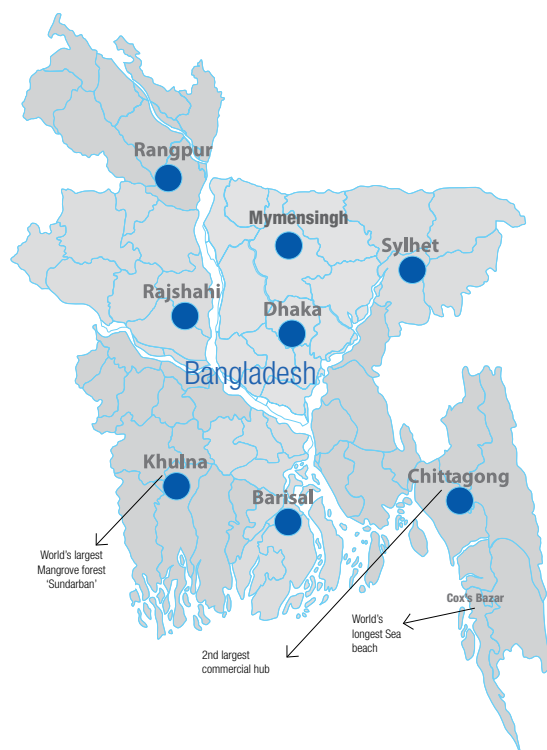 Rangpur
Mymensingh
Sylhet
Rajshahi
Dhaka
Bangladesh
Khulna
Chittagong
Barisal
World's largest
Mangrove forest
'Sundarban'
Cox's Bazar
World's
longest Sea
beach
2nd largest
commercial hub